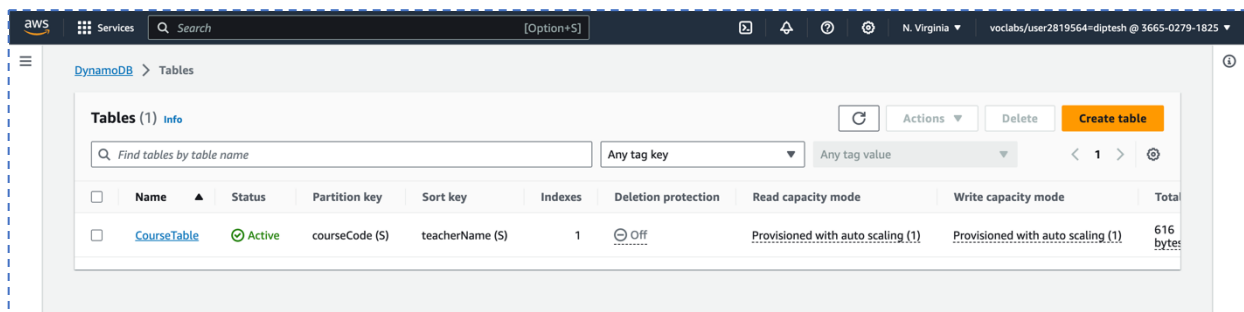 aws Services Search [Option+S] N. Virginia ▼ voclabs/user2819564=diptesh @ 3665-0279-1825 ▼
DynamoDB > Tables
Tables (1) Info Actions ▼ Delete Create table
Find tables by table name Any tag key ▼ Any tag value ▼ < 1 >
Name ▲ Status Partition key Sort key Indexes Deletion protection Read capacity mode Write capacity mode Total
CourseTable Active courseCode (S) teacherName (S) 1 Off Provisioned with auto scaling (1) Provisioned with auto scaling (1) 616
bytes